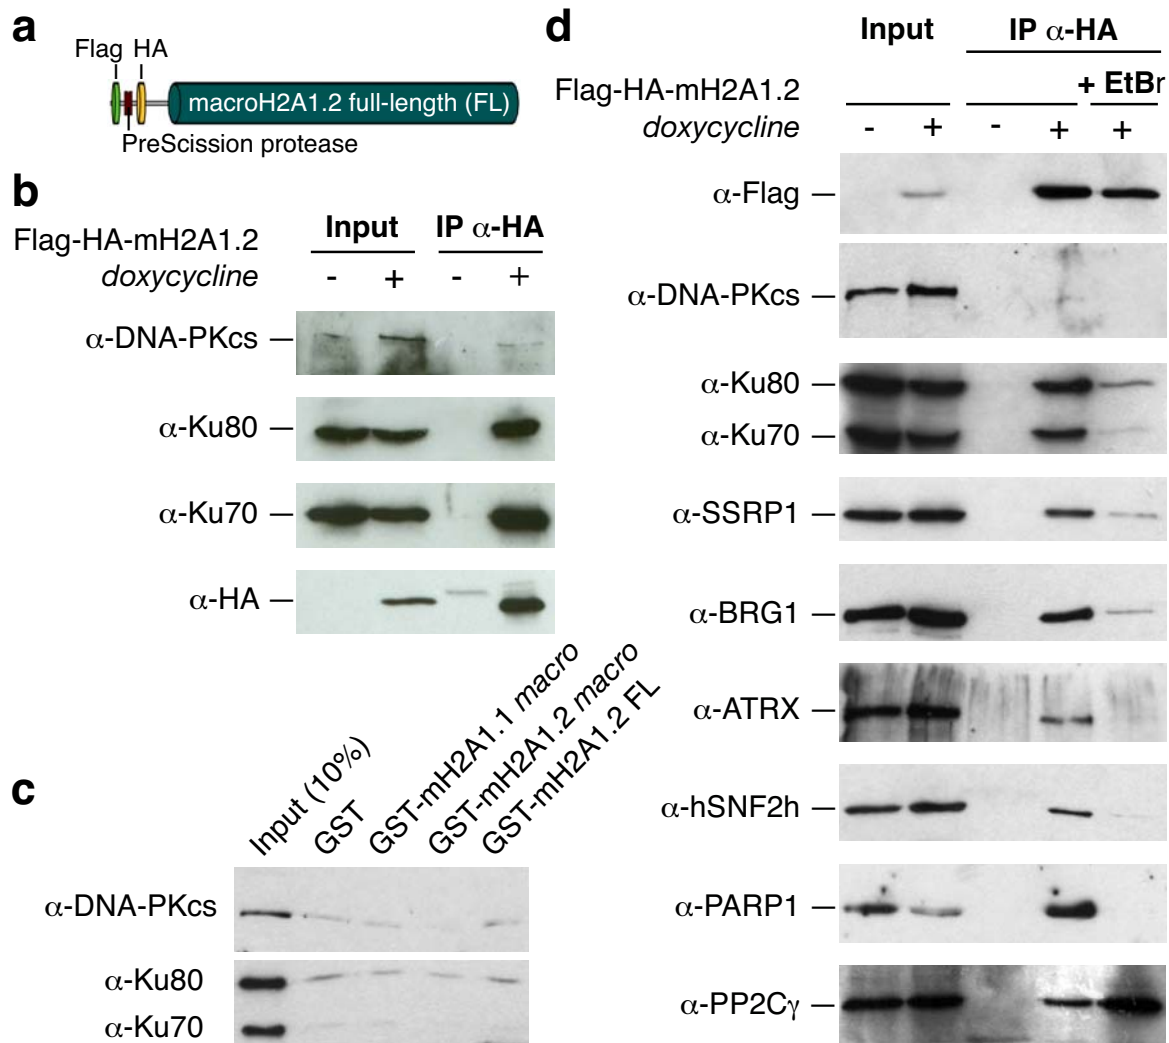 a
Flag HA
macroH2A1.2 full-length (FL)
PreScission protease
b
Input IP α-HA
Flag-HA-mH2A1.2
doxycycline - + - +
α-DNA-PKcs
α-Ku80
α-Ku70
α-HA
c
Input (10%)
GST
GST-mH2A1.1 macro
GST-mH2A1.2 macro
GST-mH2A1.2 FL
α-DNA-PKcs
α-Ku80
α-Ku70
d
Input IP α-HA
Flag-HA-mH2A1.2 + EtBr
doxycycline - + - + +
α-Flag
α-DNA-PKcs
α-Ku80
α-Ku70
α-SSRP1
α-BRG1
α-ATRX
α-hSNF2h
α-PARP1
α-PP2Cγ